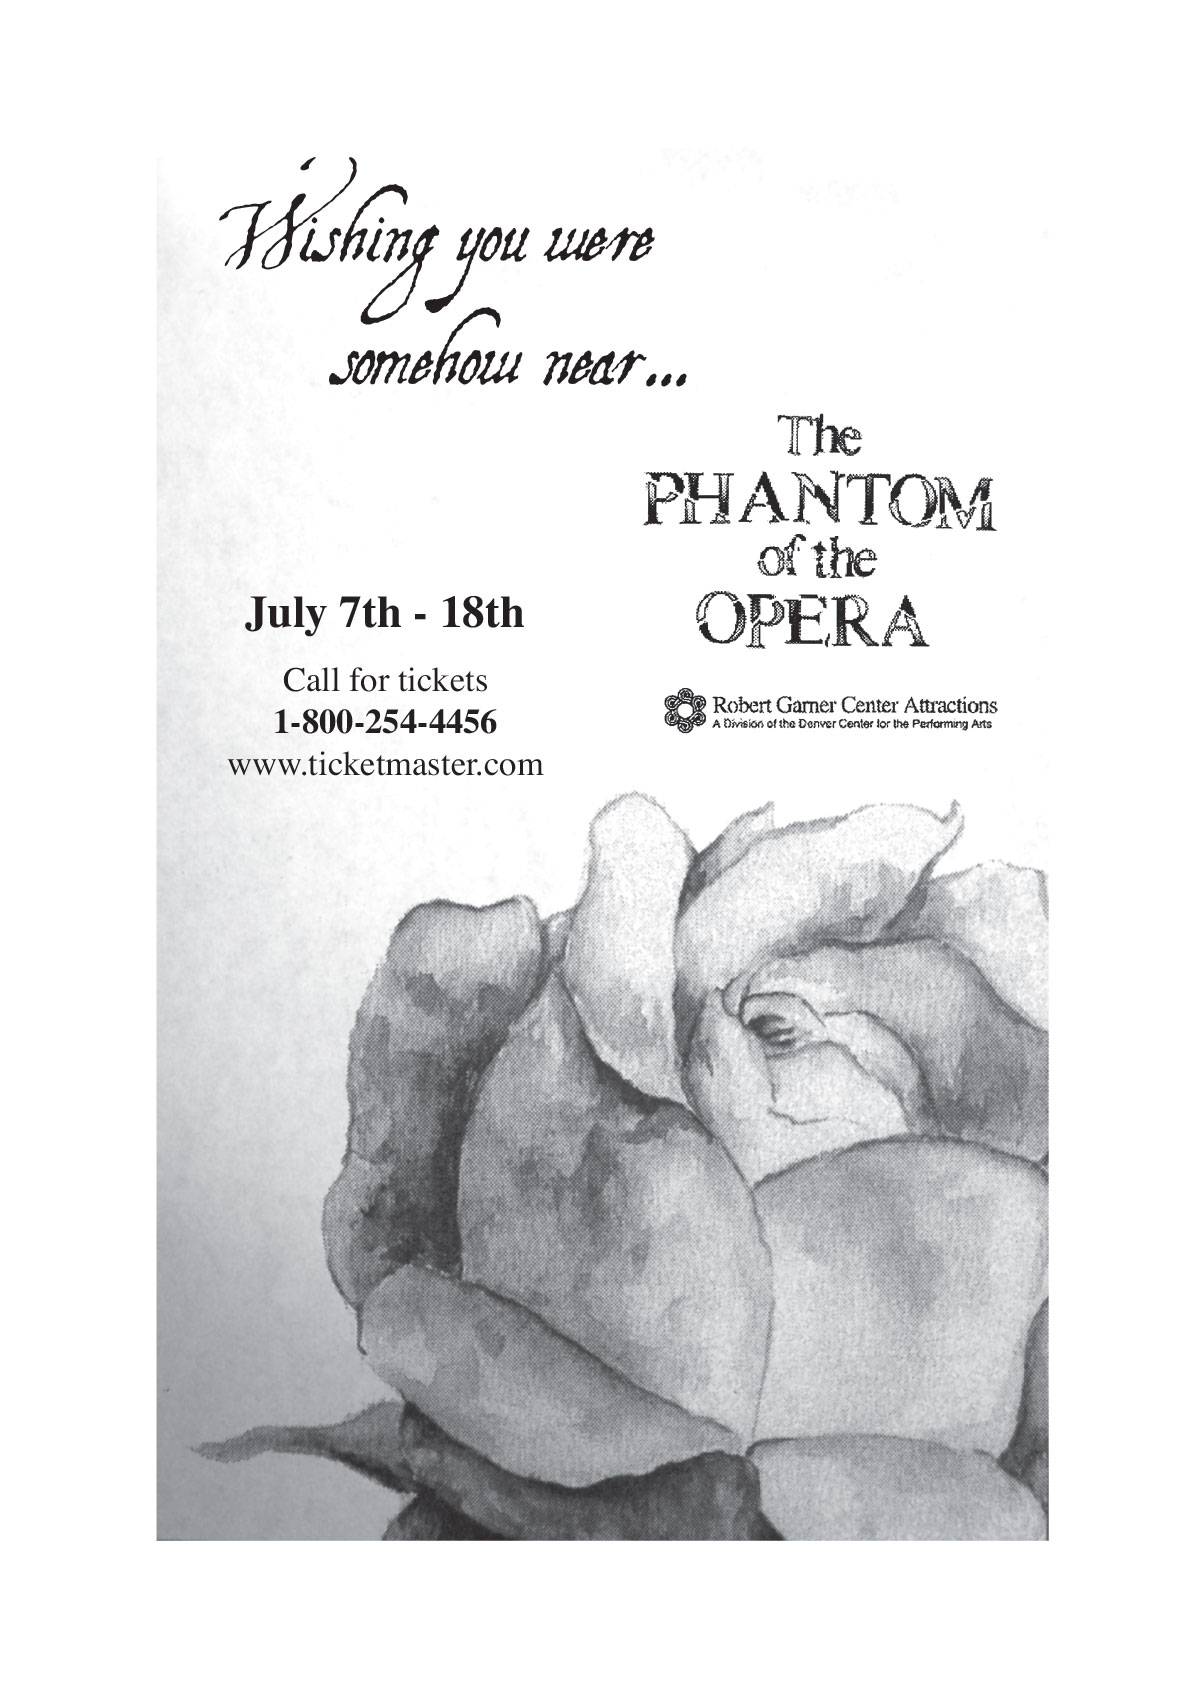 Wishing you were
somehow near...
The
PHANTOM
of the
OPERA
July 7th - 18th
Call for tickets
1-800-254-4456
www.ticketmaster.com
Robert Garner Center Attractions
A Division of the Denver Center for the Performing Arts